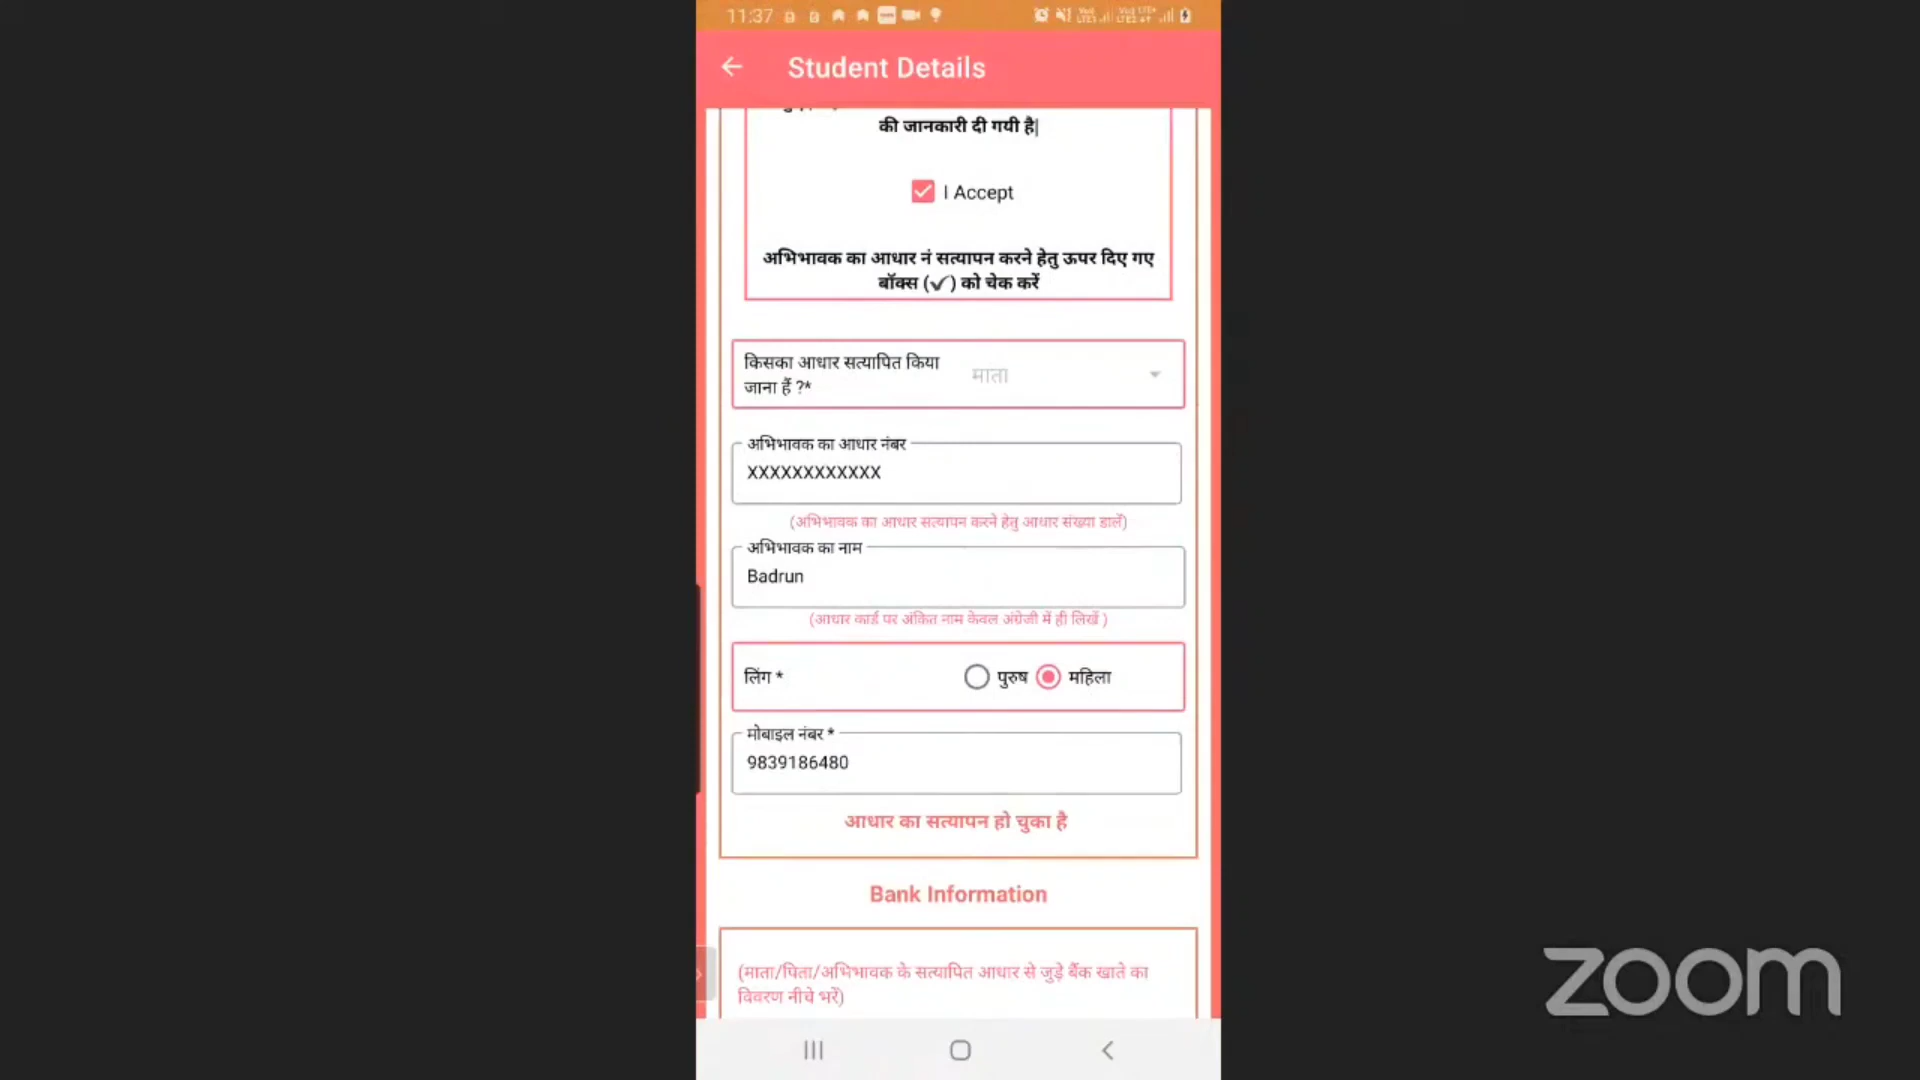 11:37
Student Details
की जानकारी दी गयी है|
I Accept
अभिभावक का आधार नं सत्यापन करने हेतु ऊपर दिए गए
बॉक्स (✓) को चेक करें
किसका आधार सत्यापित किया
जाना हैं ?*
माता
अभिभावक का आधार नंबर
XXXXXXXXXXXX
(अभिभावक का आधार सत्यापन करने हेतु आधार संख्या डालें)
अभिभावक का नाम
Badrun
(आधार कार्ड पर अंकित नाम केवल अंग्रेजी में ही लिखें )
लिंग *
पुरुष
महिला
मोबाइल नंबर *
9839186480
आधार का सत्यापन हो चुका है
Bank Information
(माता/पिता/अभिभावक के सत्यापित आधार से जुड़े बैंक खाते का
विवरण नीचे भरें)
zoom